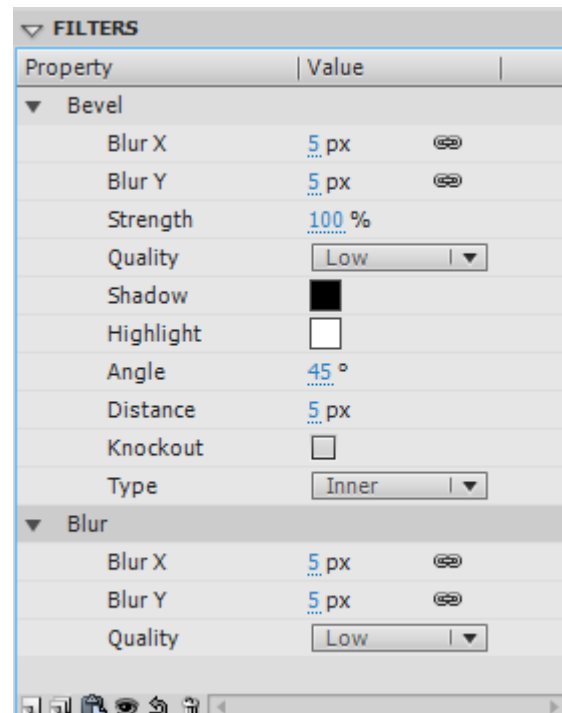 FILTERS
Property Value
Bevel
Blur X 5 px
Blur Y 5 px
Strength 100 %
Quality Low
Shadow
Highlight
Angle 45 °
Distance 5 px
Knockout
Type Inner
Blur
Blur X 5 px
Blur Y 5 px
Quality Low